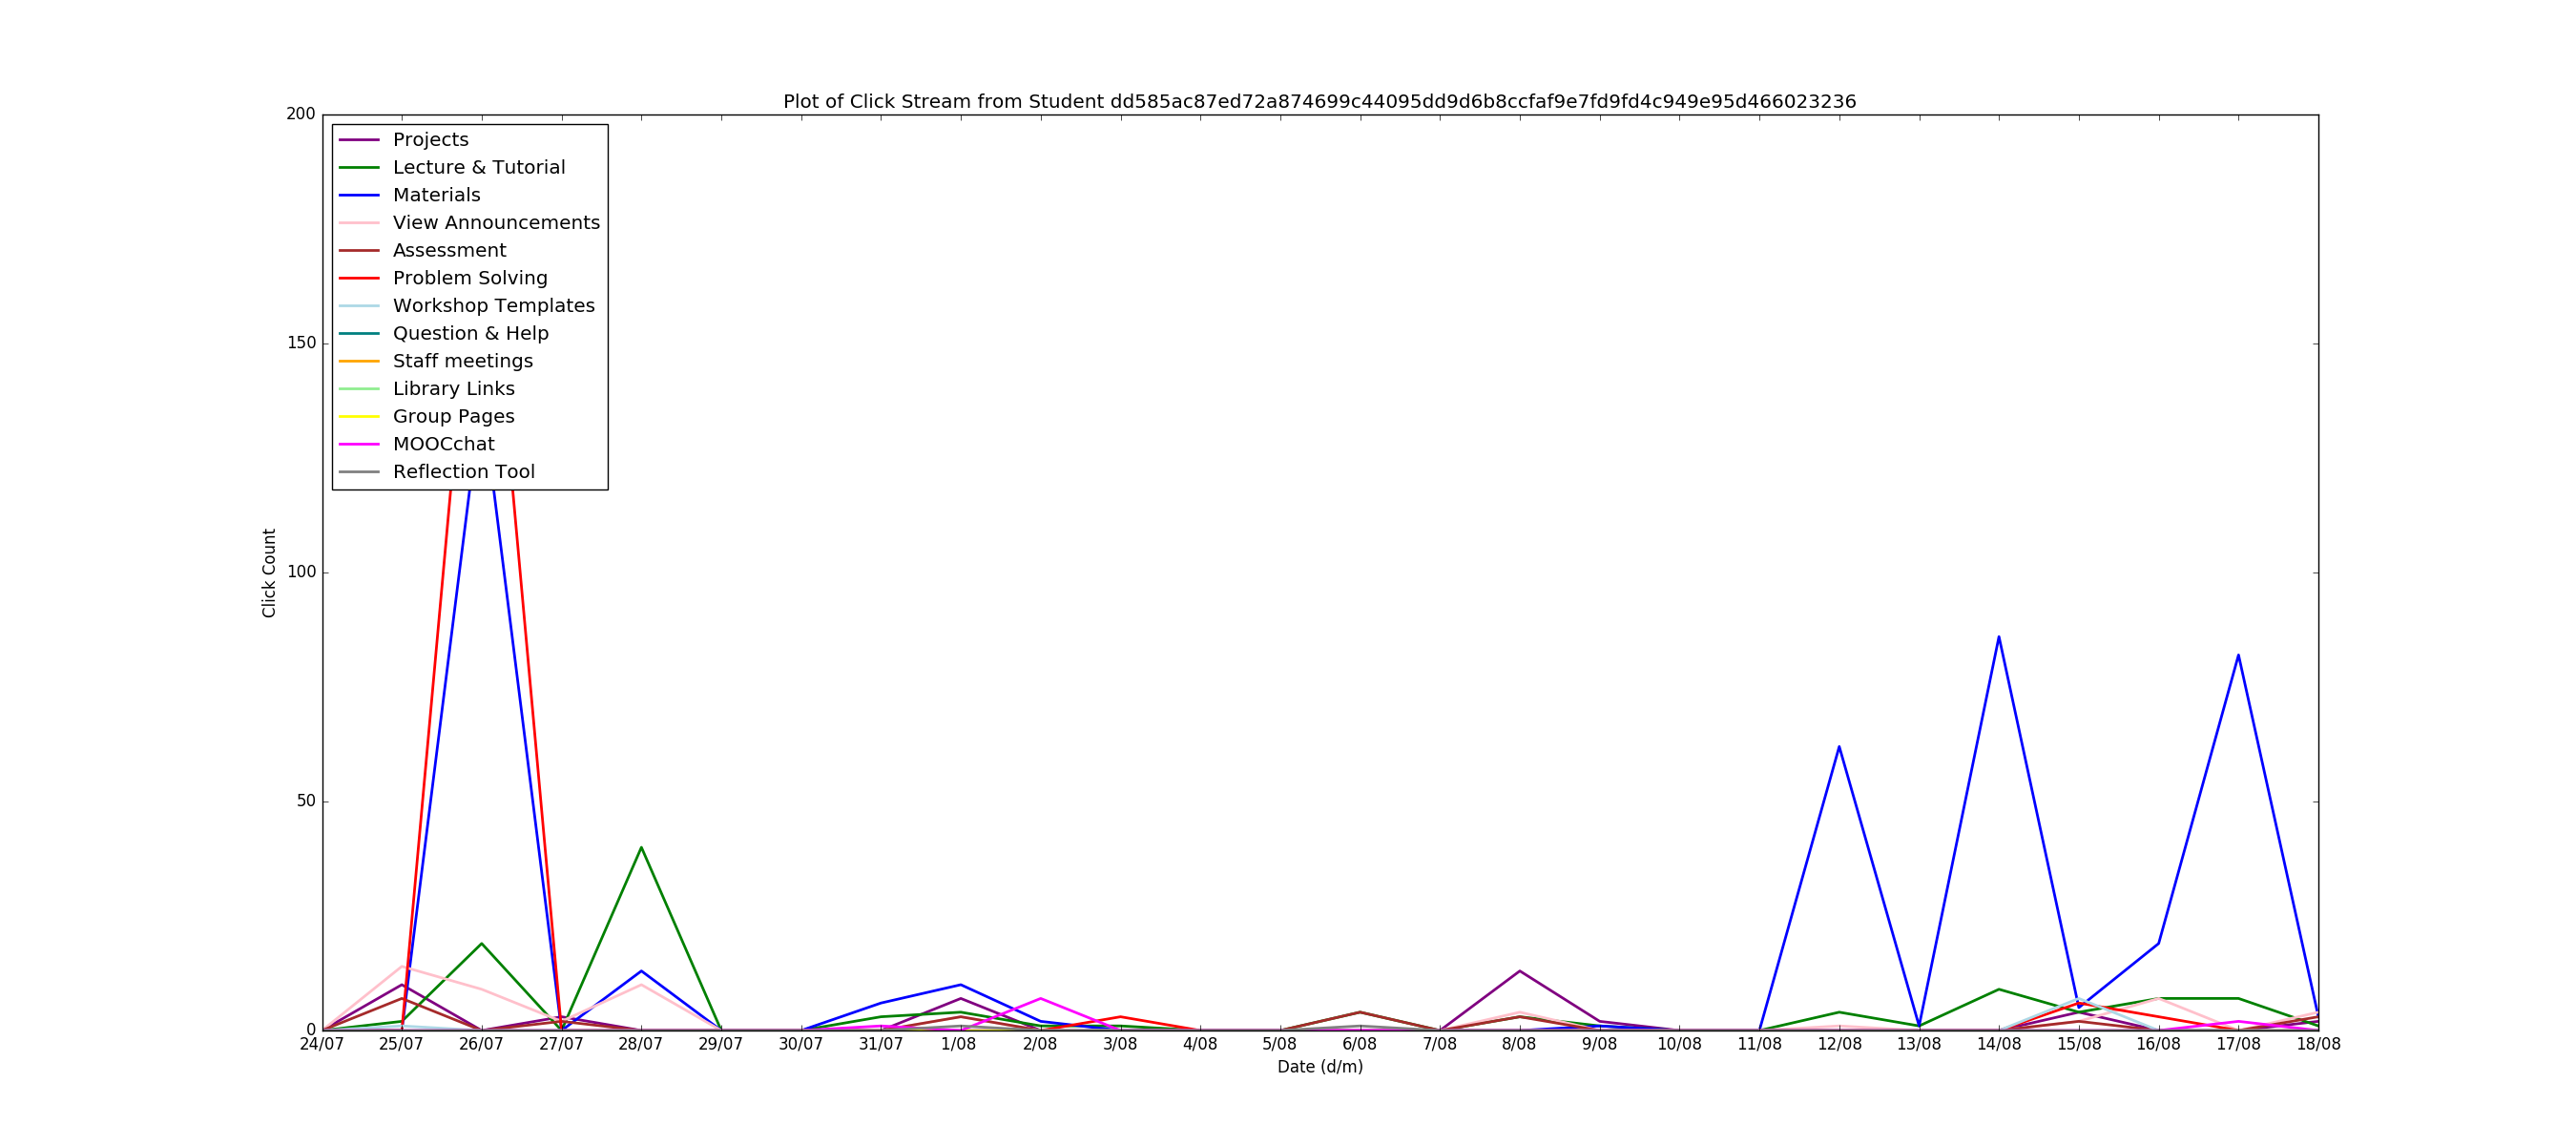 Plot of Click Stream from Student dd585ac87ed72a874699c44095dd9d6b8ccfaf9e7fd9fd4c949e95d466023236
200
150
100
50
0
Click Count
Projects
Lecture & Tutorial
Materials
View Announcements
Assessment
Problem Solving
Workshop Templates
Question & Help
Staff meetings
Library Links
Group Pages
MOOCchat
Reflection Tool
24/07 25/07 26/07 27/07 28/07 29/07 30/07 31/07 1/08 2/08 3/08 4/08 5/08 6/08 7/08 8/08 9/08 10/08 11/08 12/08 13/08 14/08 15/08 16/08 17/08 18/08
Date (d/m)